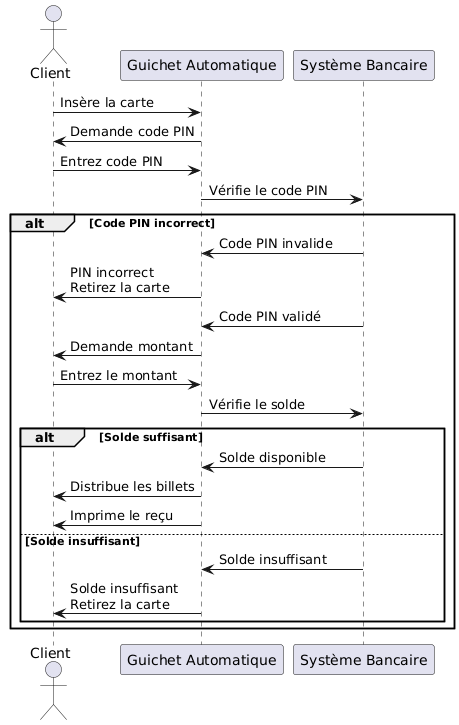 Client
Guichet Automatique
Système Bancaire
Insère la carte
Demande code PIN
Entrez code PIN
Vérifie le code PIN
alt
[Code PIN incorrect]
Code PIN invalide
PIN incorrect
Retirez la carte
Code PIN validé
Demande montant
Entrez le montant
Vérifie le solde
alt
[Solde suffisant]
Solde disponible
Distribue les billets
Imprime le reçu
[Solde insuffisant]
Solde insuffisant
Solde insuffisant
Retirez la carte
Client
Guichet Automatique
Système Bancaire